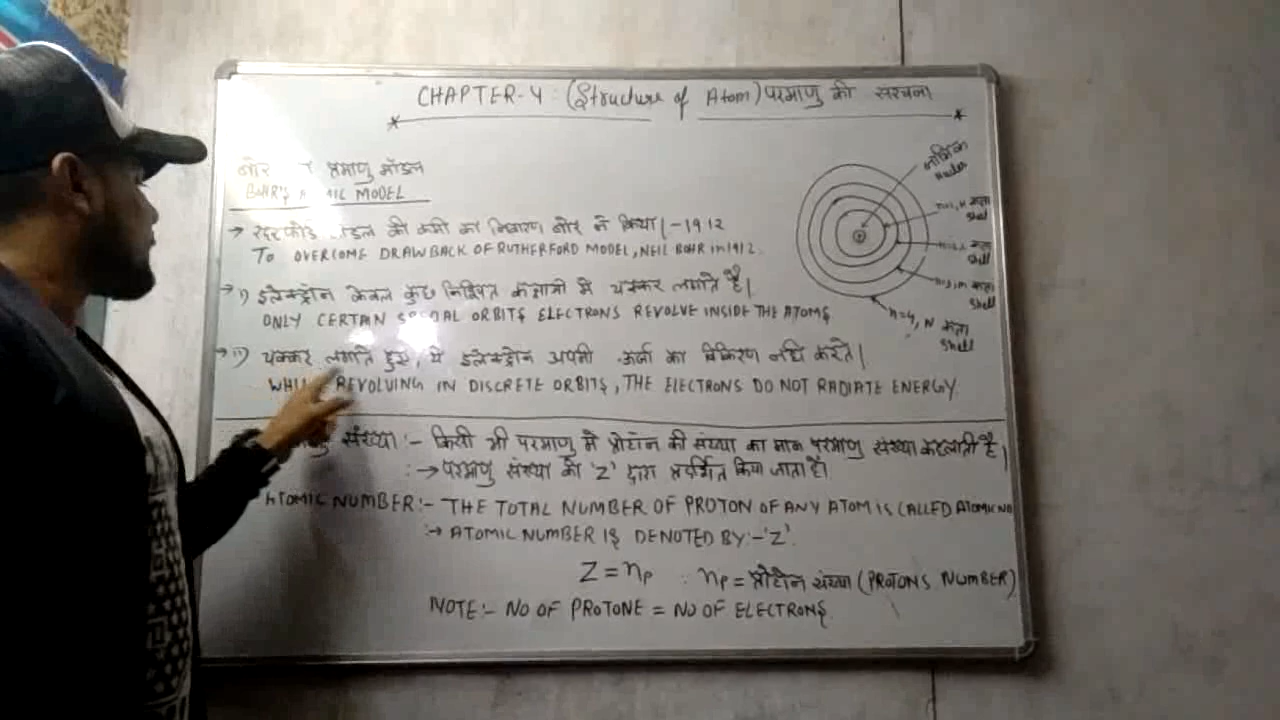 CHAPTER-4 : (Structure of Atom) परमाणु की संरचना
बोर परमाणु मॉडल
BOHR'S MODEL
→ की कमी का निवारण बोर ने किया |-1912
TO OVERCOME DRAWBACK OF RUTHERFORD MODEL, NEIL BOHR in 1912.
→ i) इलेक्ट्रॉन केवल कुछ निश्चित कक्षाओं में चक्कर लगाते है|
ONLY CERTAIN ORBITS ELECTRONS REVOLVE INSIDE THE ATOMS
→ ii) चक्कर लगाते हुए, ये इलेक्ट्रोन अपनी ऊर्जा का विकिरण नहि करते|
REVOLVING IN DISCRETE ORBITS, THE ELECTRONS DO NOT RADIATE ENERGY.
नाभिक
shell
shell
shell
n=4, N कक्षा
shell
संख्या :- किसी भी परमाणु में प्रोटॉन की संख्या का मान परमाणु संख्या कहलाती है|
:→ परमाणु संख्या को 'Z' द्वारा प्रदर्शित किया जाता है।
ATOMIC NUMBER :- THE TOTAL NUMBER OF PROTON OF ANY ATOM IS CALLED ATOMIC NO
:→ ATOMIC NUMBER IS DENOTED BY :- 'Z'.
Z = np : np = प्रोटॉन संख्या (PROTONS NUMBER)
NOTE :- NO OF PROTONE = NO OF ELECTRONS.